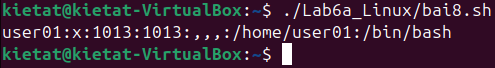 kietat@kietat-VirtualBox:~$ ./Lab6a_Linux/bai8.sh
user01:x:1013:1013:,,,:/home/user01:/bin/bash
kietat@kietat-VirtualBox:~$